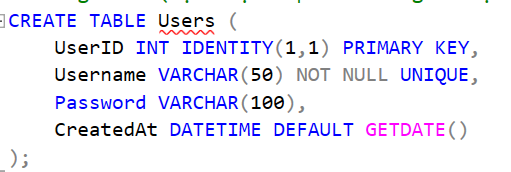 CREATE TABLE Users (
UserID INT IDENTITY(1,1) PRIMARY KEY,
Username VARCHAR(50) NOT NULL UNIQUE,
Password VARCHAR(100),
CreatedAt DATETIME DEFAULT GETDATE()
);